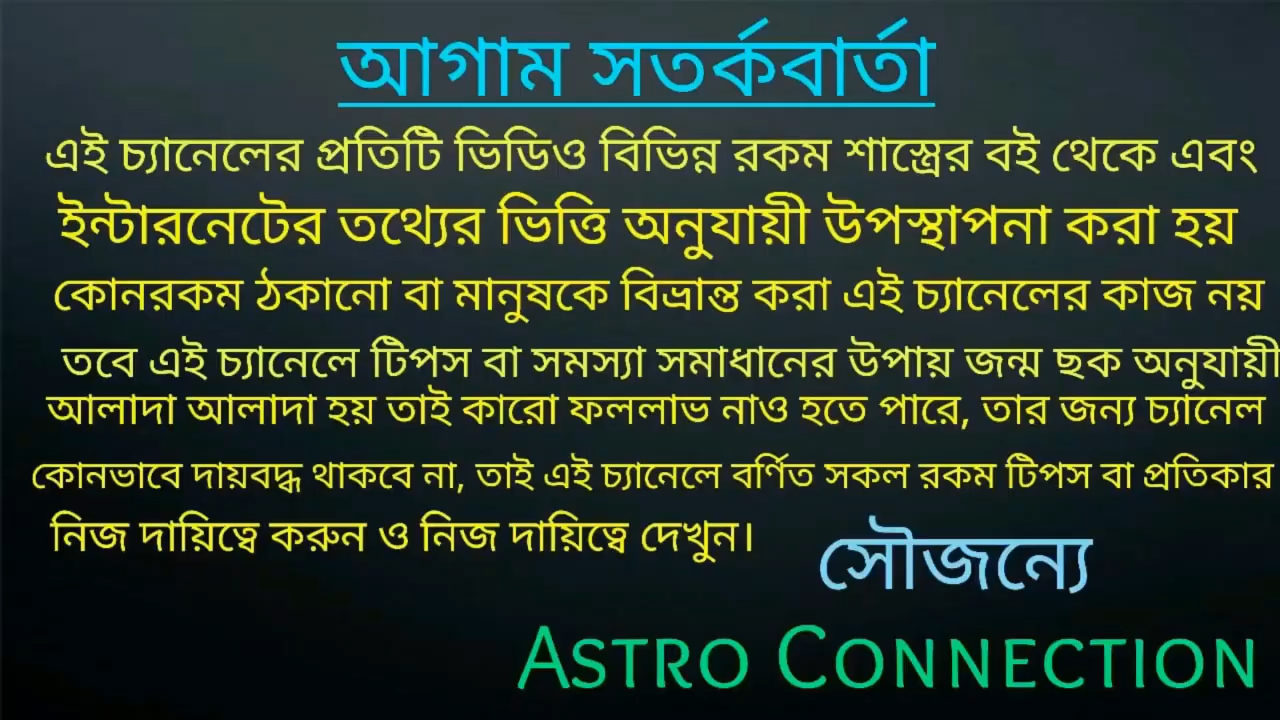 আগাম সতর্কবার্তা
এই চ্যানেলের প্রতিটি ভিডিও বিভিন্ন রকম শাস্ত্রের বই থেকে এবং
ইন্টারনেটের তথ্যের ভিত্তি অনুযায়ী উপস্থাপনা করা হয়
কোনরকম ঠকানো বা মানুষকে বিভ্রান্ত করা এই চ্যানেলের কাজ নয়
তবে এই চ্যানেলে টিপস বা সমস্যা সমাধানের উপায় জন্ম ছক অনুযায়ী
আলাদা আলাদা হয় তাই কারো ফললাভ নাও হতে পারে, তার জন্য চ্যানেল
কোনভাবে দায়বদ্ধ থাকবে না, তাই এই চ্যানেলে বর্ণিত সকল রকম টিপস বা প্রতিকার
নিজ দায়িত্বে করুন ও নিজ দায়িত্বে দেখুন।
সৌজন্যে
ASTRO CONNECTION